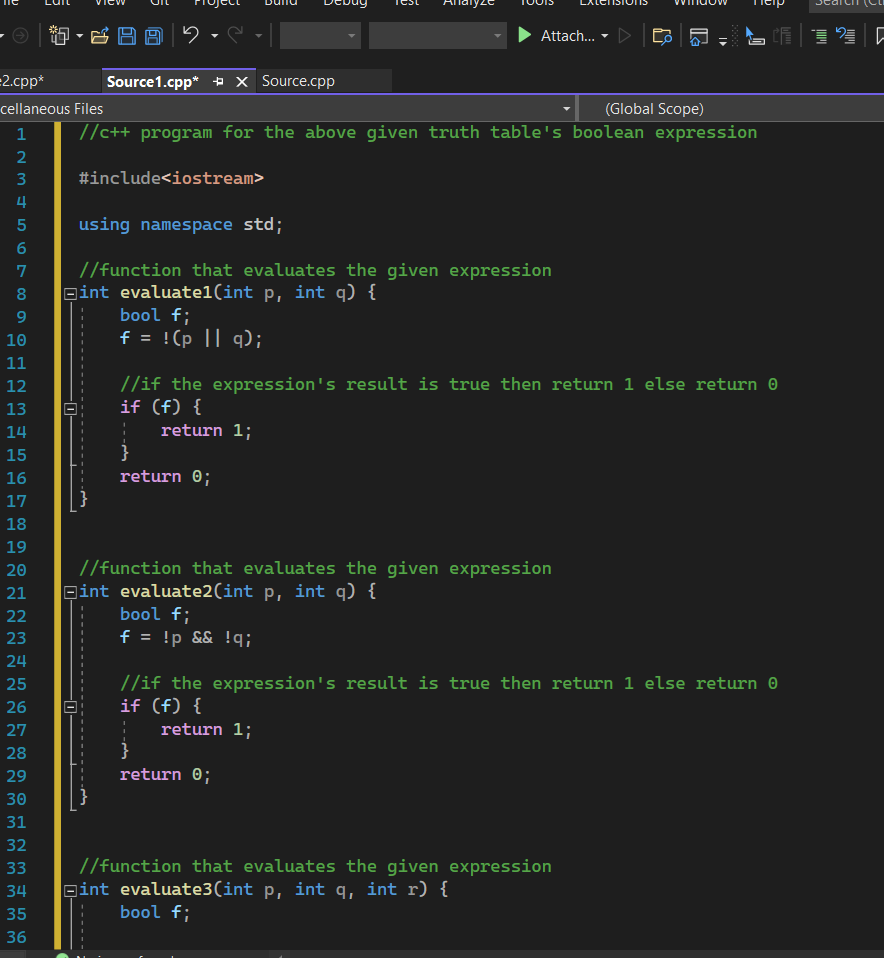 File Edit View Git Project Build Debug Test Analyze Tools Extensions Window Help Search (Ct
Attach...
e2.cpp* Source1.cpp* Source.cpp
cellaneous Files (Global Scope)
1 //c++ program for the above given truth table's boolean expression
2
3 #include<iostream>
4
5 using namespace std;
6
7 //function that evaluates the given expression
8 int evaluate1(int p, int q) {
9 bool f;
10 f = !(p || q);
11
12 //if the expression's result is true then return 1 else return 0
13 if (f) {
14 return 1;
15 }
16 return 0;
17 }
18
19
20 //function that evaluates the given expression
21 int evaluate2(int p, int q) {
22 bool f;
23 f = !p && !q;
24
25 //if the expression's result is true then return 1 else return 0
26 if (f) {
27 return 1;
28 }
29 return 0;
30 }
31
32
33 //function that evaluates the given expression
34 int evaluate3(int p, int q, int r) {
35 bool f;
36